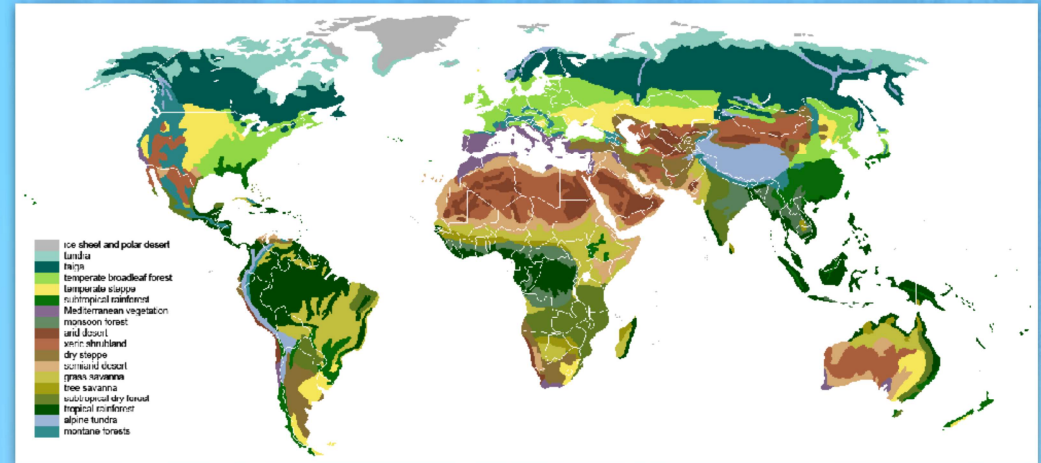 ice sheet and polar desert
tundra
taiga
temperate broadleaf forest
temperate steppe
subtropical rainforest
Mediterranean vegetation
monsoon forest
arid desert
xeric shrubland
dry steppe
semiarid desert
grass savanna
tree savanna
subtropical dry forest
tropical rainforest
alpine tundra
montane forests